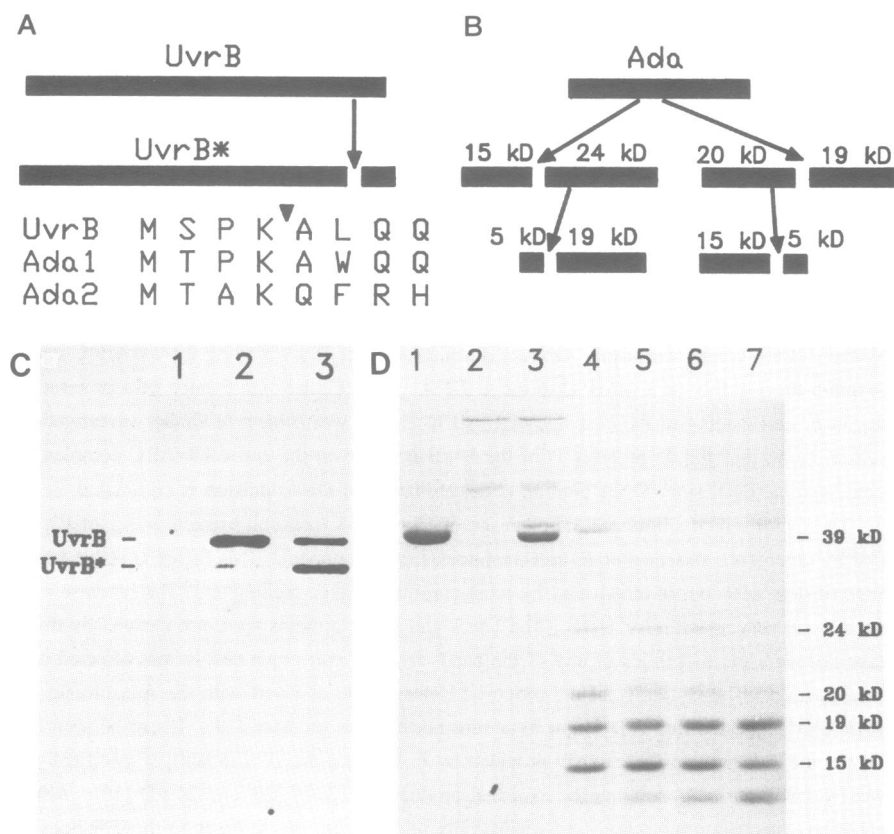 A
UvrB
UvrB*
UvrB M S P K A L Q Q
Ada1 M T P K A W Q Q
Ada2 M T A K Q F R H
B
Ada
15 kD 24 kD 20 kD 19 kD
5 kD 19 kD 15 kD 5 kD
C
1 2 3
UvrB -
UvrB* -
D
1 2 3 4 5 6 7
- 39 kD
- 24 kD
- 20 kD
- 19 kD
- 15 kD